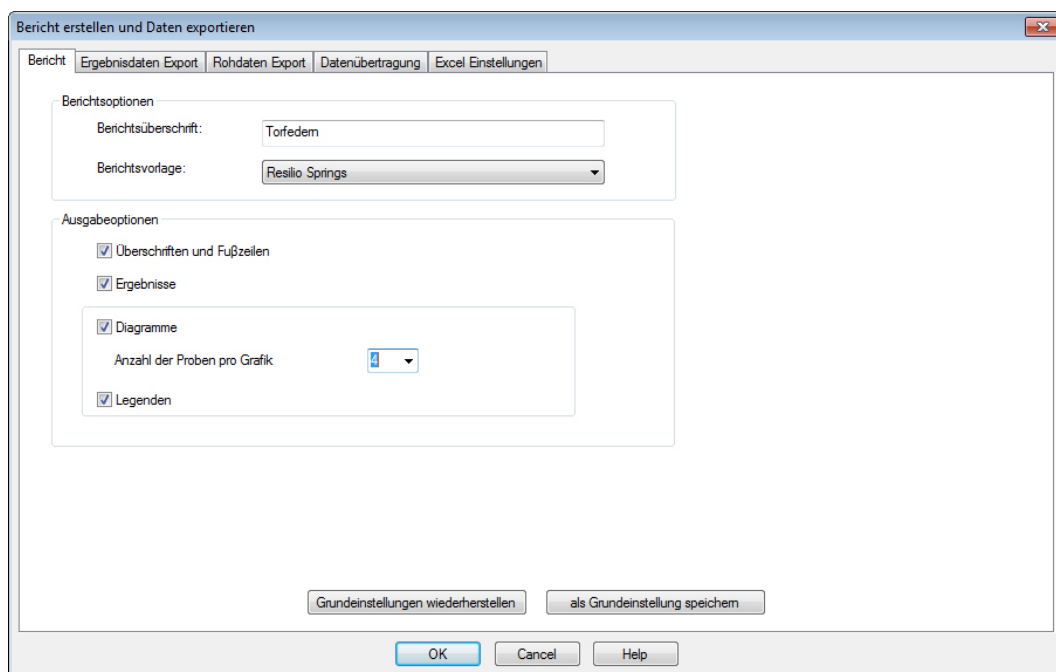 Bericht erstellen und Daten exportieren
Bericht Ergebnisdaten Export Rohdaten Export Datenübertragung Excel Einstellungen
Berichtsoptionen
Berichtsüberschrift: Torfedern
Berichtsvorlage: Resilio Springs
Ausgabeoptionen
Überschriften und Fußzeilen
Ergebnisse
Diagramme
Anzahl der Proben pro Grafik 4
Legenden
Grundeinstellungen wiederherstellen als Grundeinstellung speichern
OK Cancel Help